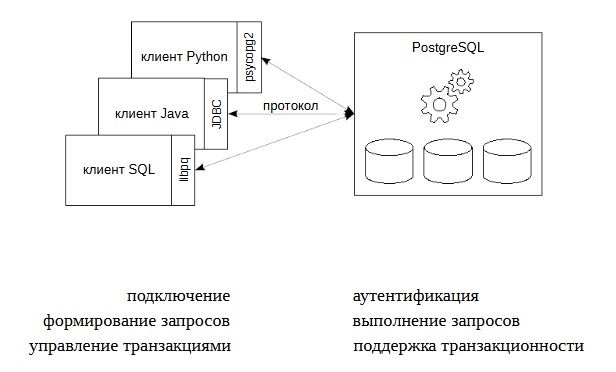 клиент Python
psycopg2
PostgreSQL
клиент Java
JDBC
протокол
клиент SQL
libpq
подключение
формирование запросов
управление транзакциями
аутентификация
выполнение запросов
поддержка транзакционности